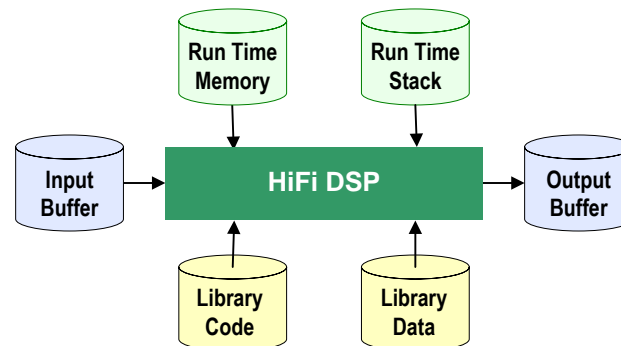 Run Time
Memory
Run Time
Stack
Input
Buffer
HiFi DSP
Output
Buffer
Library
Code
Library
Data